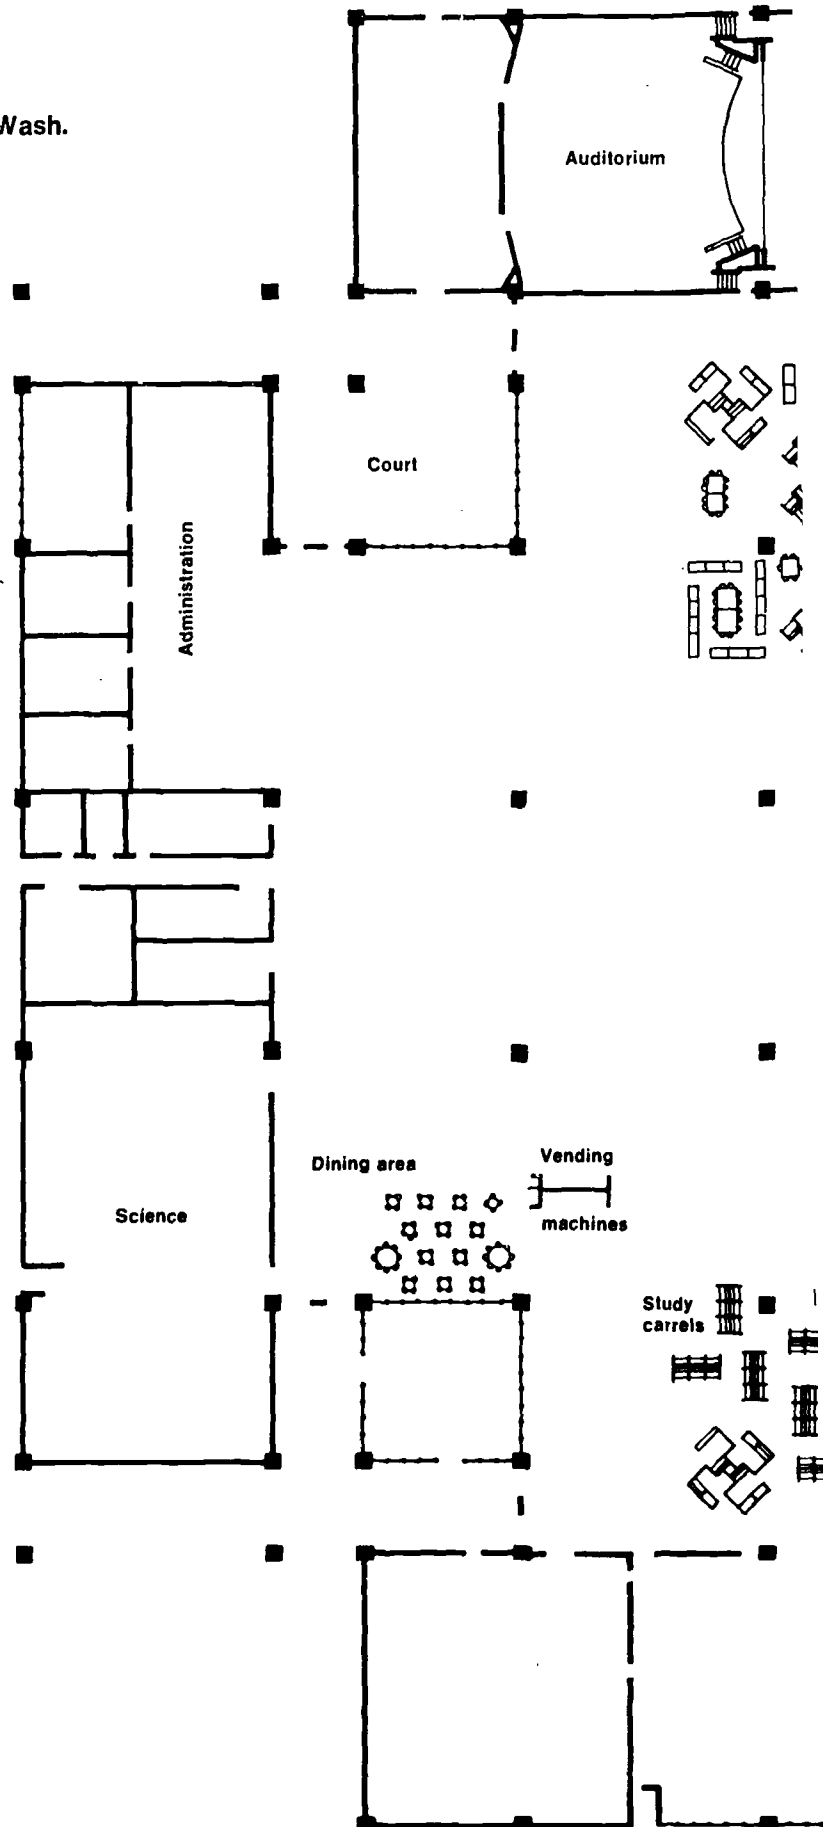 Wash.
Auditorium
Court
Administration
Dining area
Vending
machines
Science
Study
carrels